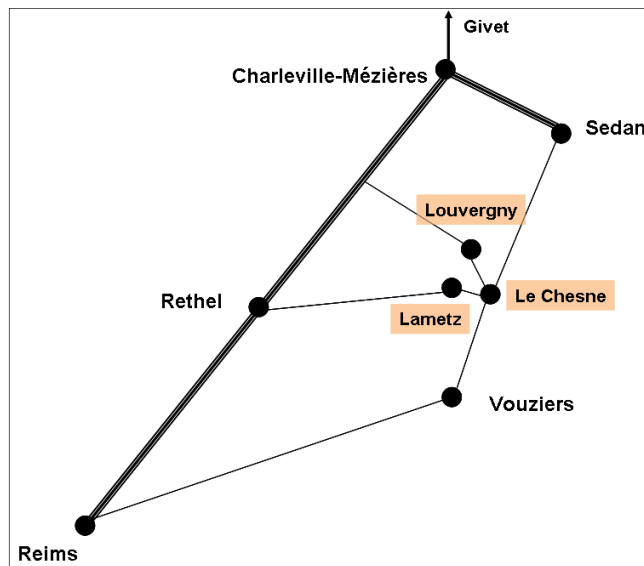 Givet
Charleville-Mézières
Sedan
Louvergny
Rethel
Le Chesne
Lametz
Vouziers
Reims